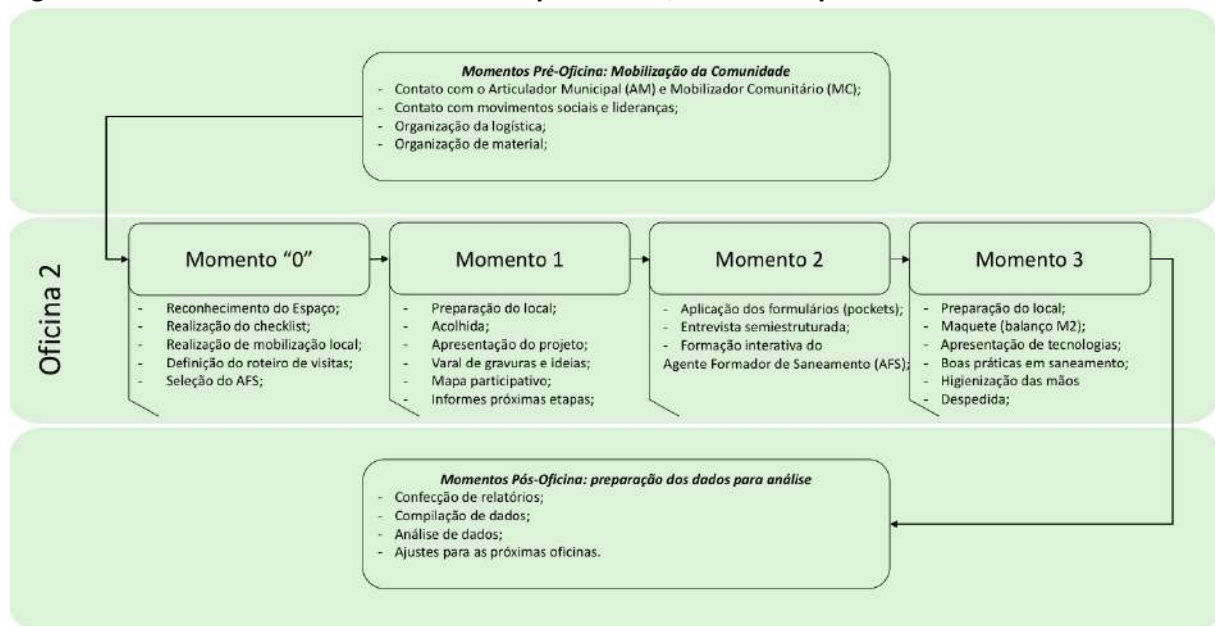 Momentos Pré-Oficina: Mobilização da Comunidade
- Contato com o Articulador Municipal (AM) e Mobilizador Comunitário (MC);
- Contato com movimentos sociais e lideranças;
- Organização da logística;
- Organização de material;
Oficina 2
Momento “0”
- Reconhecimento do Espaço;
- Realização do checklist;
- Realização de mobilização local;
- Definição do roteiro de visitas;
- Seleção do AFS;
Momento 1
- Preparação do local;
- Acolhida;
- Apresentação do projeto;
- Varal de gravuras e ideias;
- Mapa participativo;
- Informes próximas etapas;
Momento 2
- Aplicação dos formulários (pockets);
- Entrevista semiestruturada;
- Formação interativa do
Agente Formador de Saneamento (AFS);
Momento 3
- Preparação do local;
- Maquete (balanço M2);
- Apresentação de tecnologias;
- Boas práticas em saneamento;
- Higienização das mãos
- Despedida;
Momentos Pós-Oficina: preparação dos dados para análise
- Confecção de relatórios;
- Compilação de dados;
- Análise de dados;
- Ajustes para as próximas oficinas.